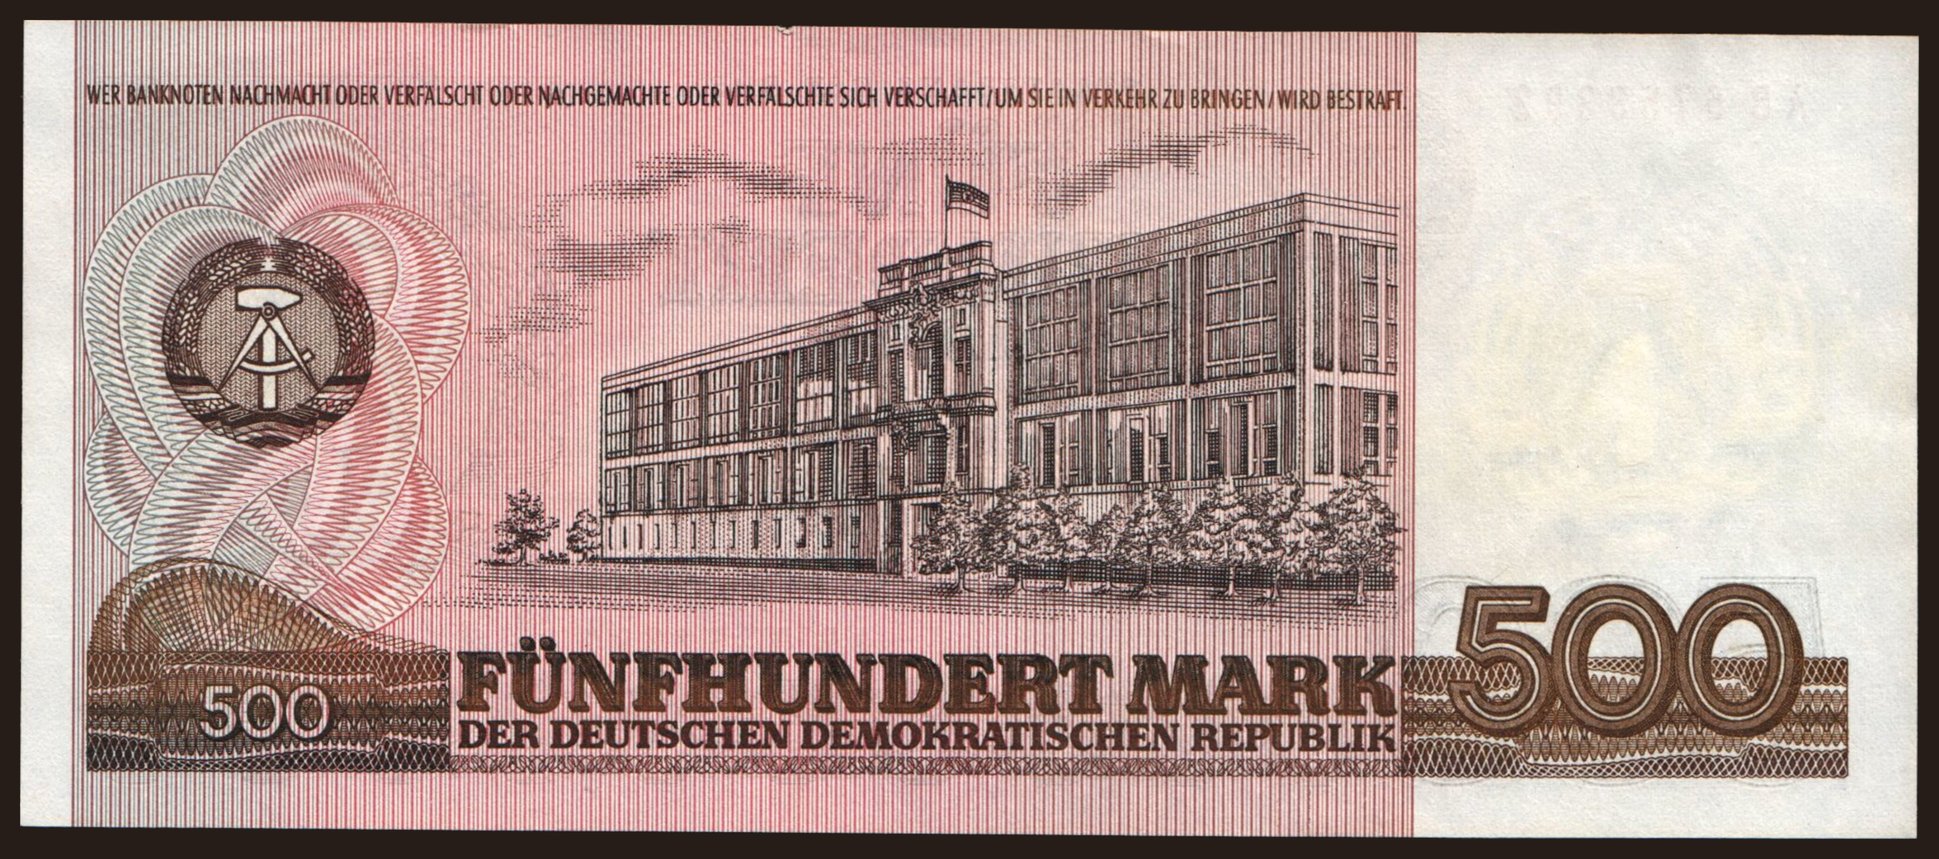 WER BANKNOTEN NACHMACHT ODER VERFÄLSCHT ODER NACHGEMACHTE ODER VERFÄLSCHTE SICH VERSCHAFFT/UM SIE IN VERKEHR ZU BRINGEN/WIRD BESTRAFT.
500
FÜNFHUNDERT MARK
DER DEUTSCHEN DEMOKRATISCHEN REPUBLIK
500